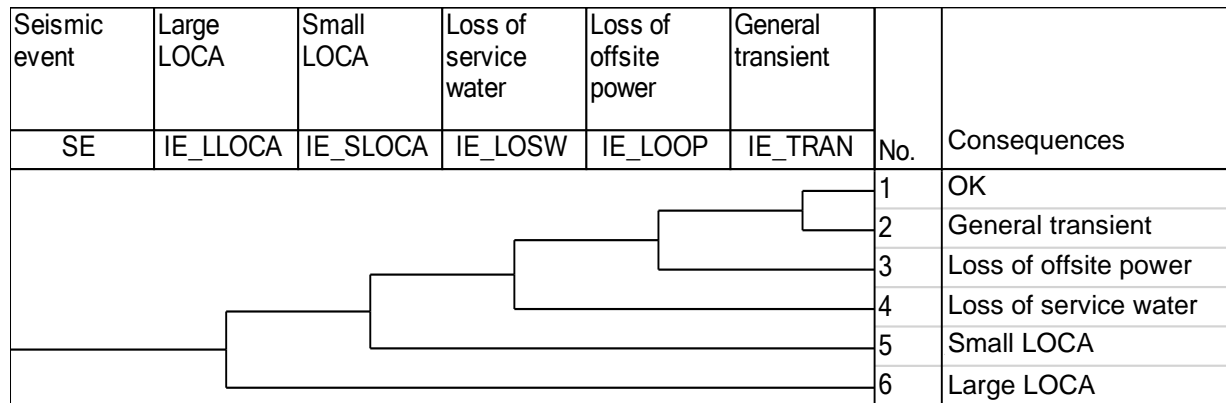 Seismic
event
Large
LOCA
Small
LOCA
Loss of
service
water
Loss of
offsite
power
General
transient
SE
IE_LLOCA
IE_SLOCA
IE_LOSW
IE_LOOP
IE_TRAN
No.
Consequences
1 OK
2 General transient
3 Loss of offsite power
4 Loss of service water
5 Small LOCA
6 Large LOCA